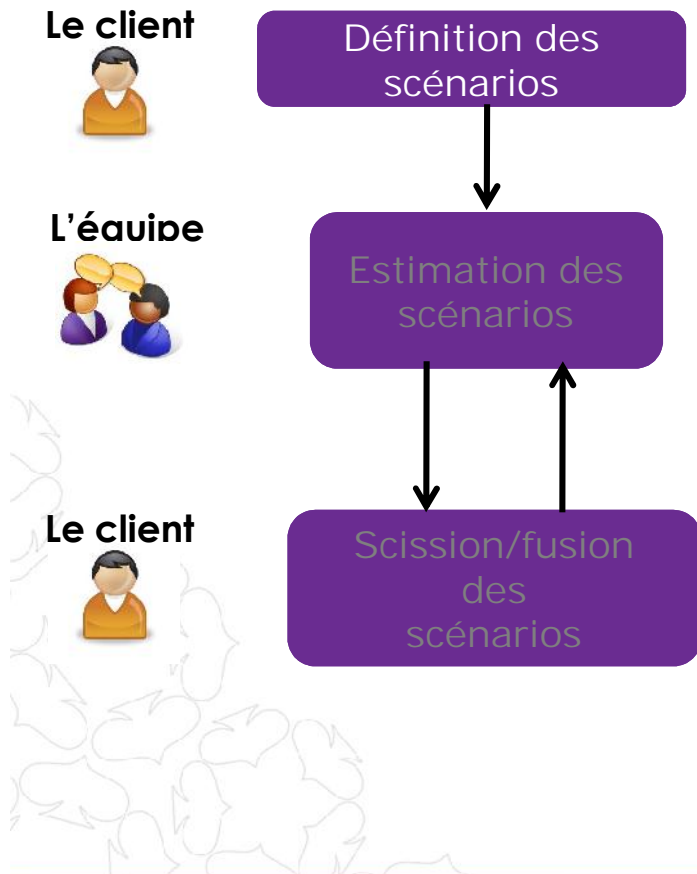 Le client
Définition des
scénarios
L'équipe
Estimation des
scénarios
Le client
Scission/fusion
des
scénarios